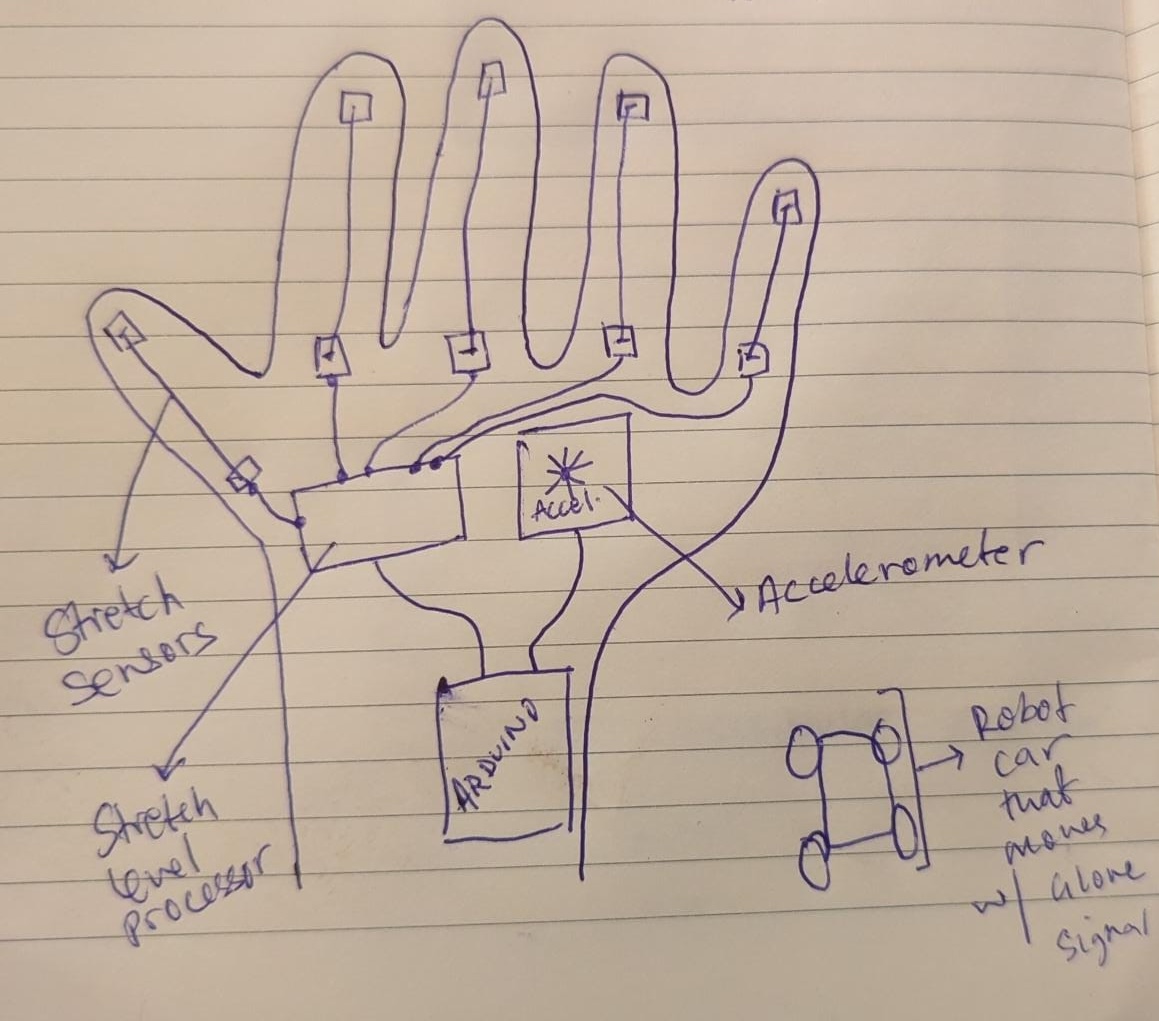 Accel.
Accelerometer
Stretch
sensors
ARDUINO
Stretch
level
processor
Robot
car
that
moves
w/ Glove
signal